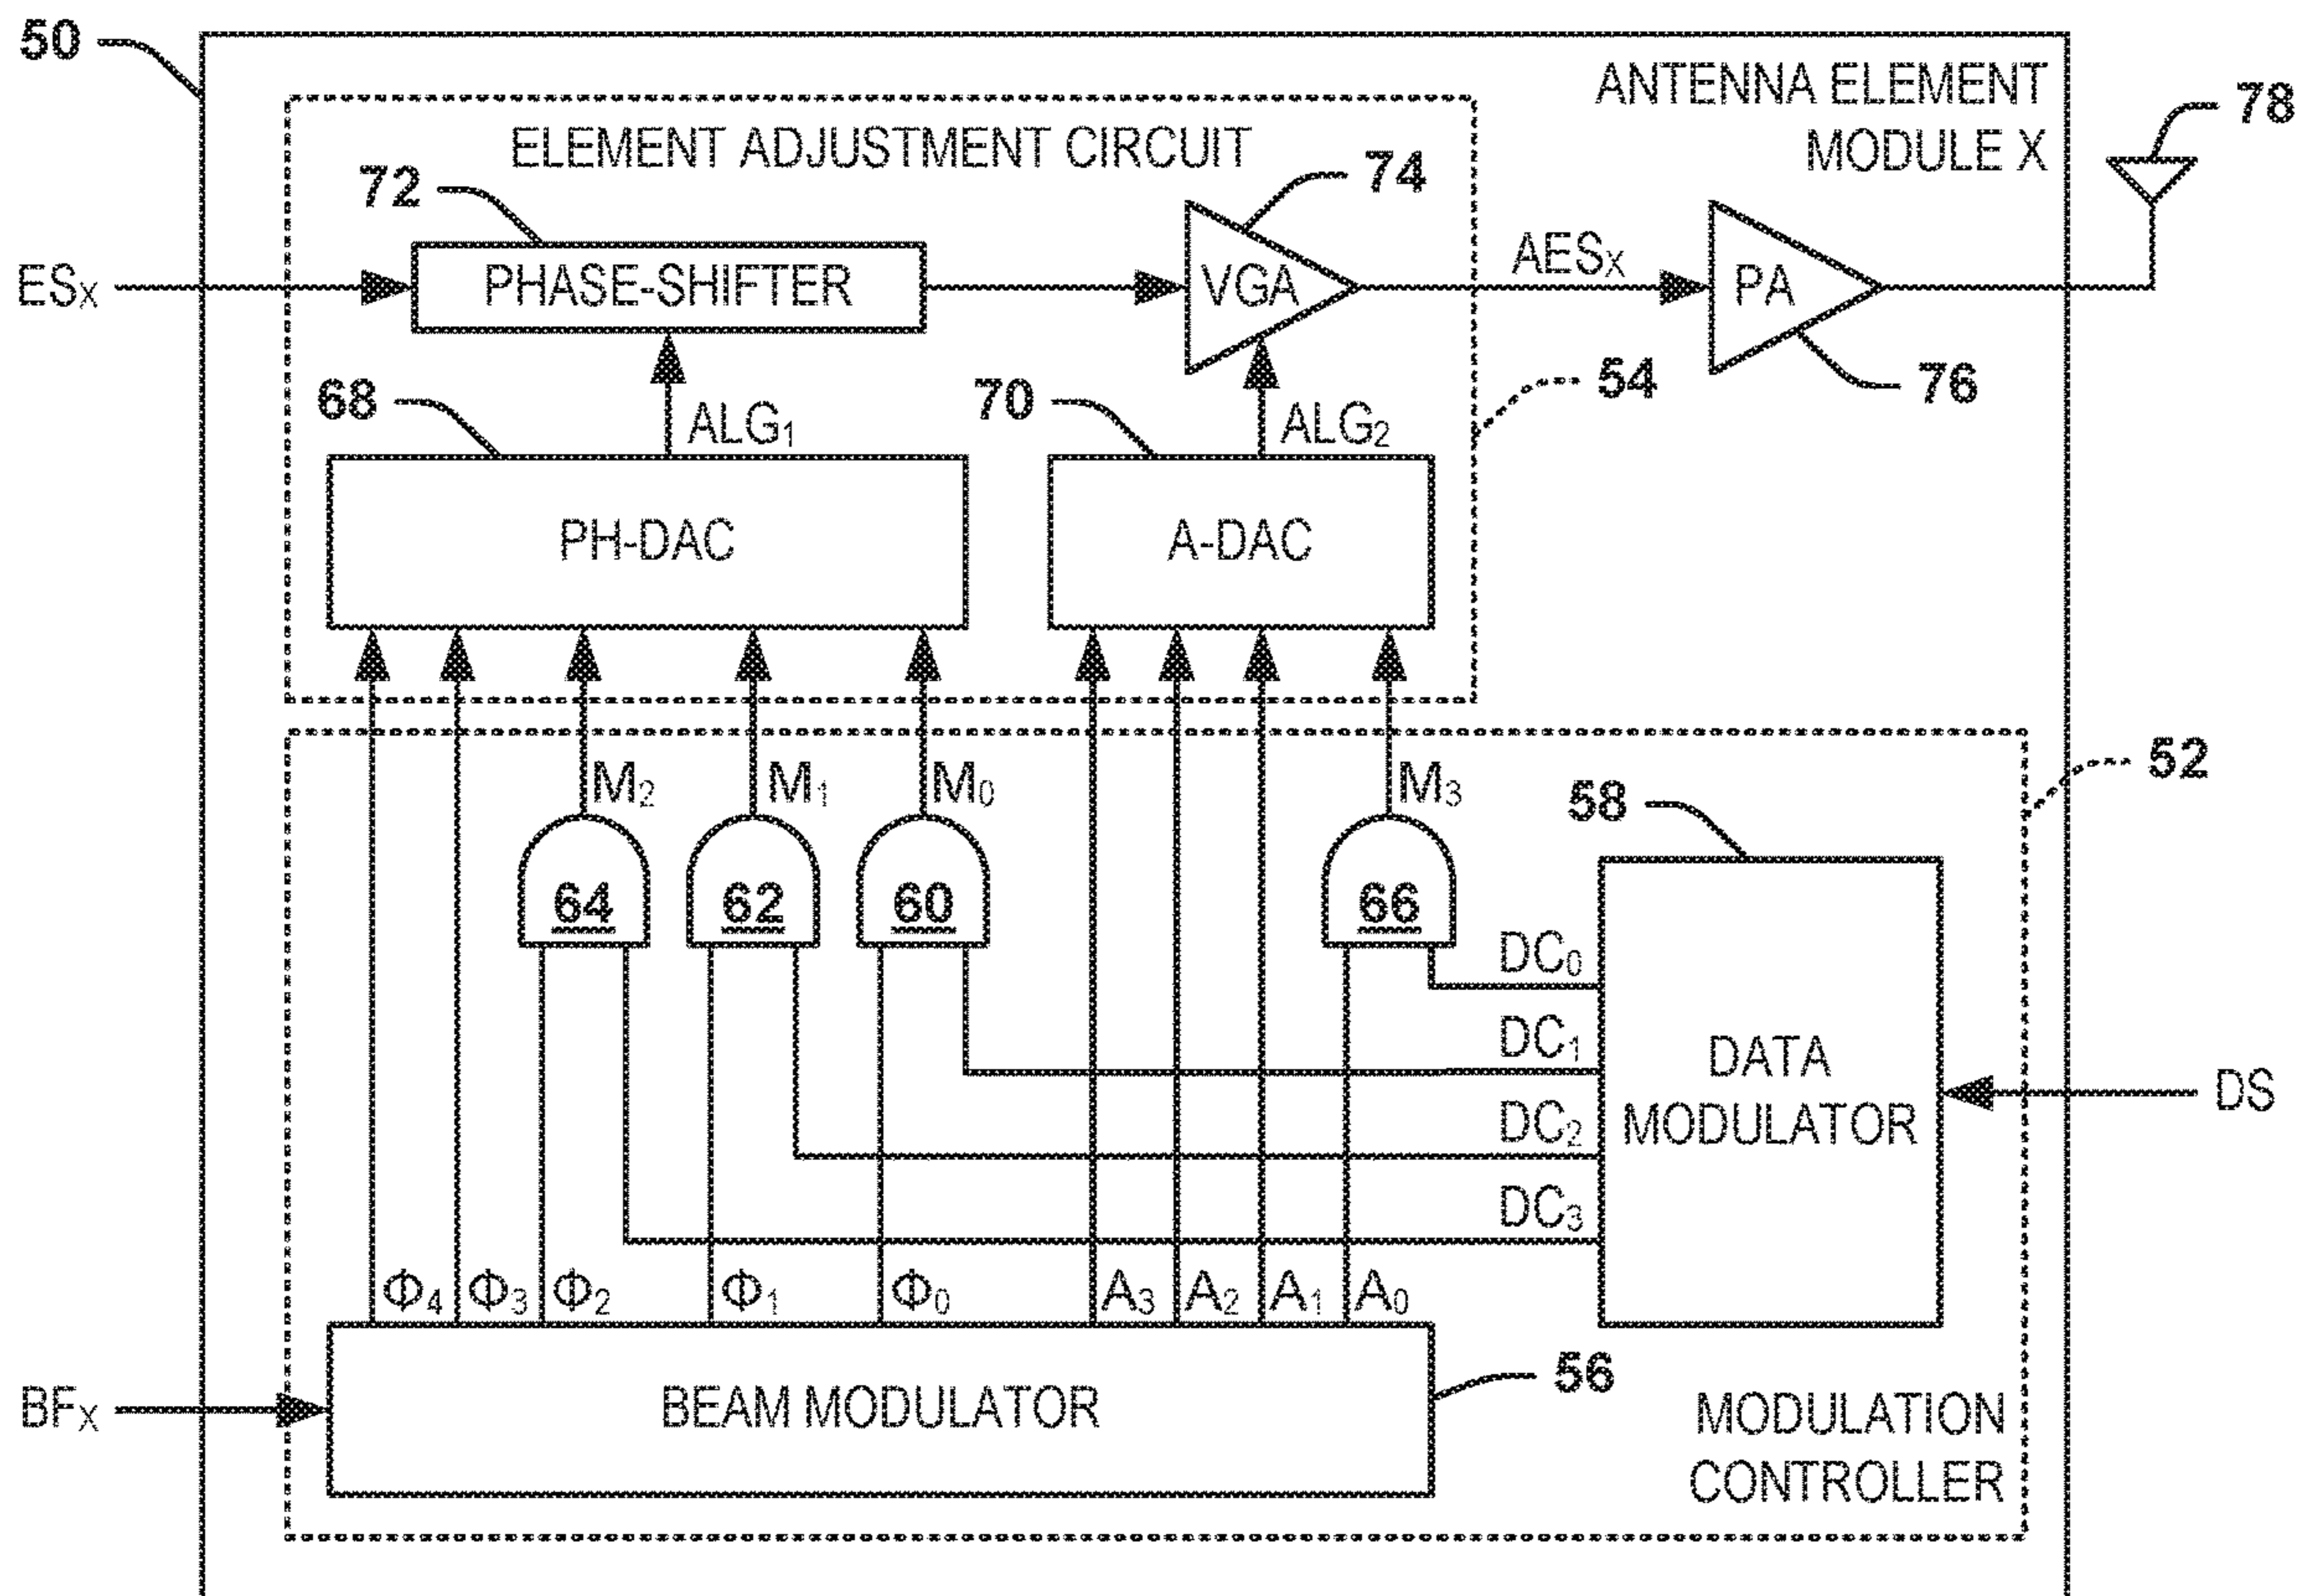 50
ANTENNA ELEMENT
MODULE X
78
ELEMENT ADJUSTMENT CIRCUIT
72
74
ESX
PHASE-SHIFTER
VGA
AESX
PA
68
ALG1
70
ALG2
54
76
PH-DAC
A-DAC
M2
M1
M0
M3
58
52
64
62
60
66
DC0
DC1
DC2
DC3
DATA
MODULATOR
DS
Φ4
Φ3
Φ2
Φ1
Φ0
A3
A2
A1
A0
BFX
BEAM MODULATOR
56
MODULATION
CONTROLLER